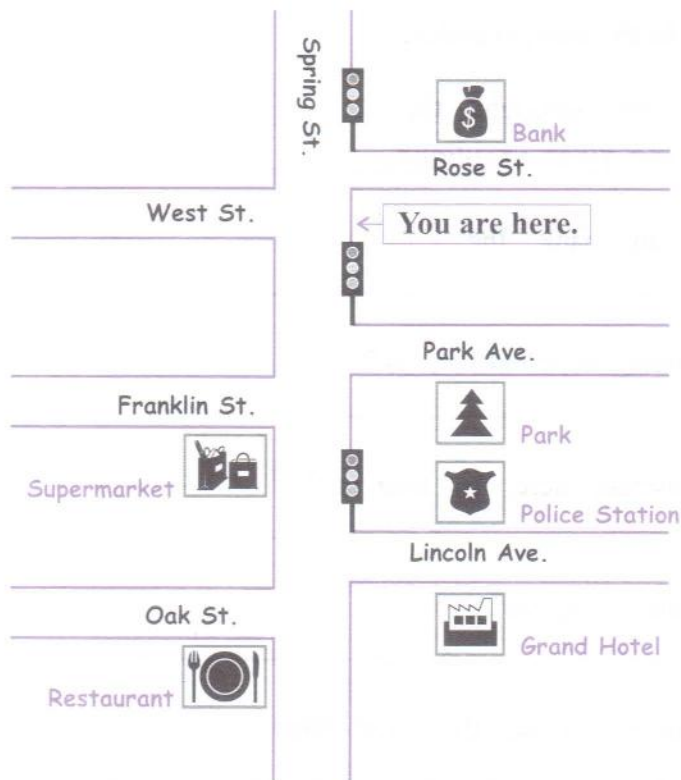 Spring St.
$
Bank
Rose St.
West St.
You are here.
Park Ave.
Franklin St.
Park
Supermarket
Police Station
Lincoln Ave.
Oak St.
Grand Hotel
Restaurant